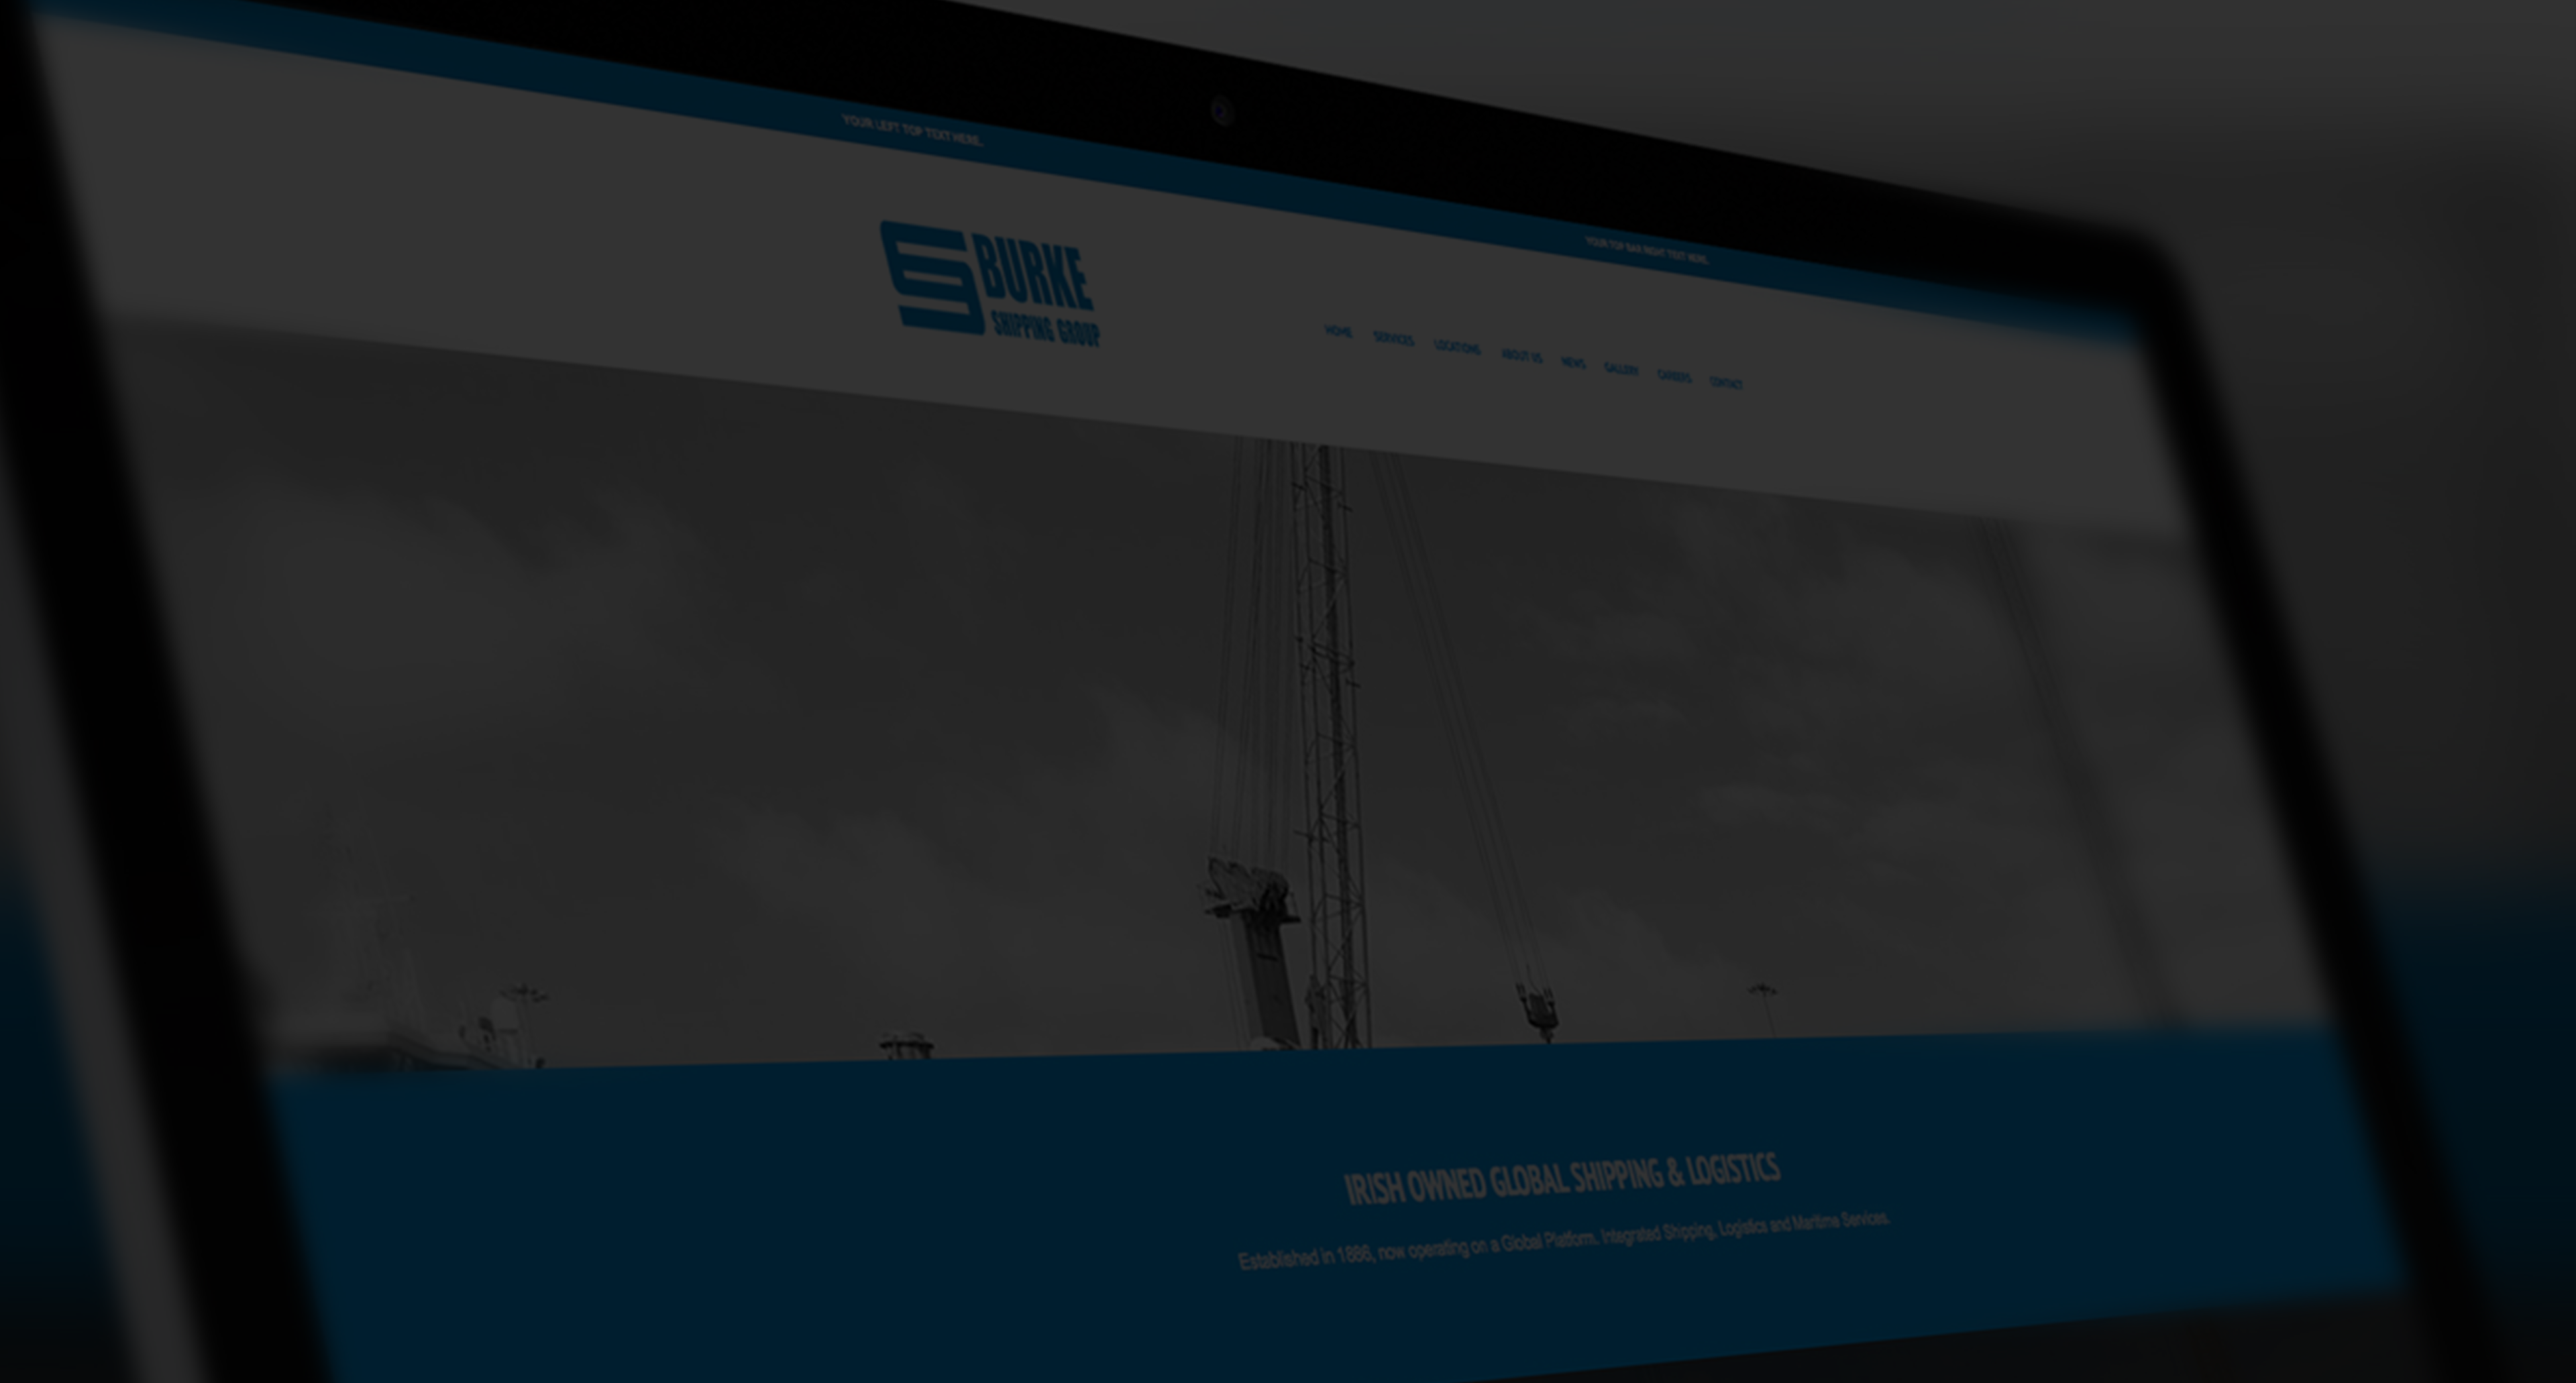 YOUR LEFT TOP TEXT HERE.
YOUR TOP BAR RIGHT TEXT HERE.
BURKE
SHIPPING GROUP
HOME SERVICES LOCATIONS ABOUT US NEWS GALLERY CAREERS CONTACT
IRISH OWNED GLOBAL SHIPPING & LOGISTICS
Established in 1886, now operating on a Global Platform. Integrated Shipping, Logistics and Maritime Services.